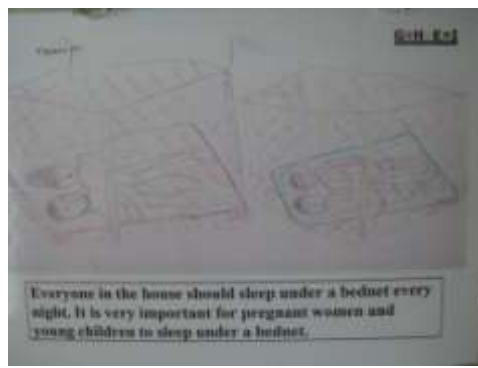 Everyone in the house should sleep under a bednet every
night. It is very important for pregnant women and
young children to sleep under a bednet.